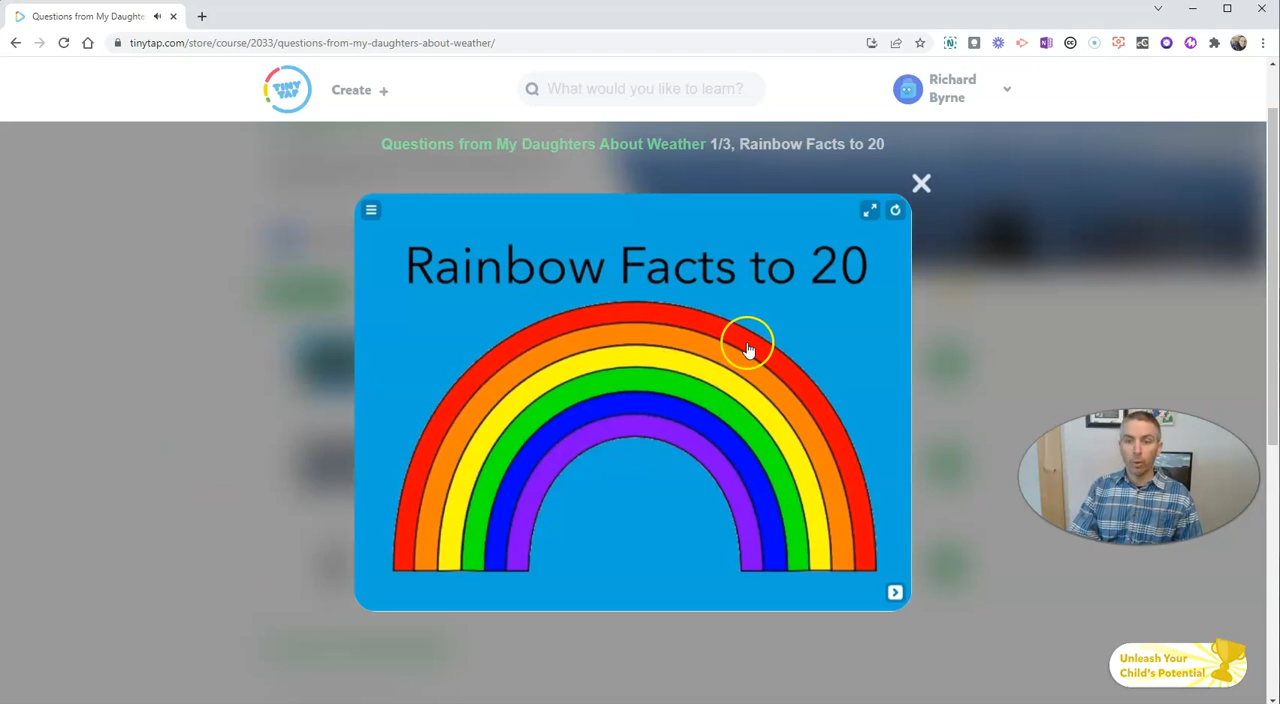 Questions from my Daughte
tinytap.com/store/course/2033/questions-from-my-daughters-about-weather/
TINY TAP
Create +
What would you like to learn?
Richard
Byrne
Questions from My Daughters About Weather 1/3, Rainbow Facts to 20
Rainbow Facts to 20
Unleash Your
Child's Potential